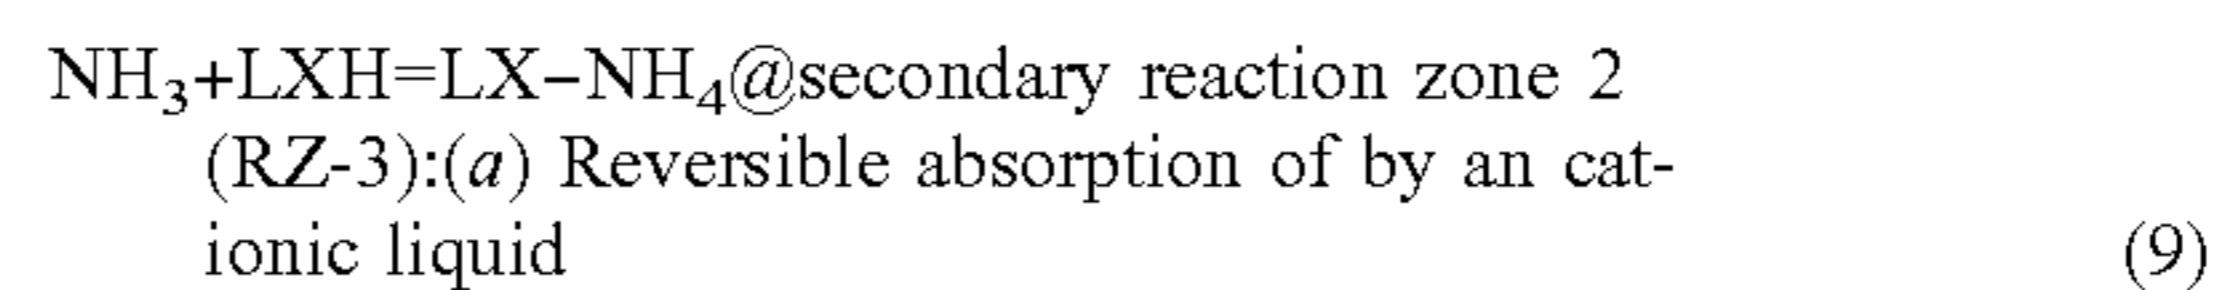 NH₃+LXH=LX–NH₄@secondary reaction zone 2
(RZ-3):(a) Reversible absorption of by an cat-
ionic liquid (9)